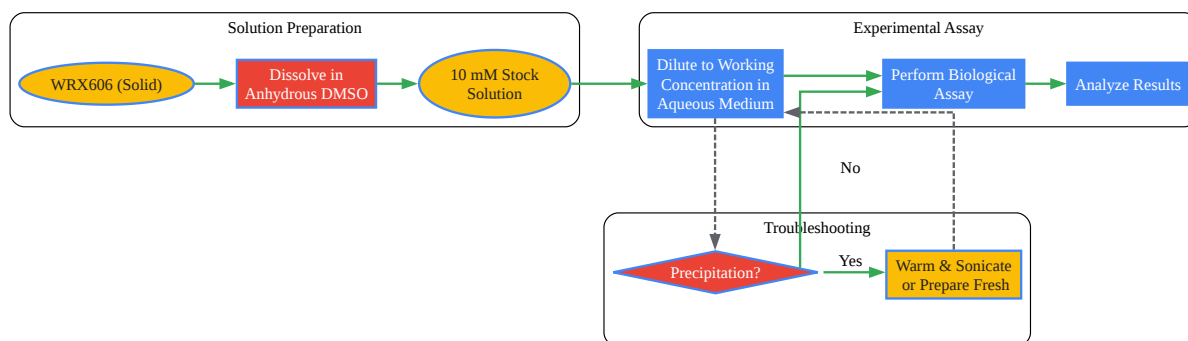 Solution Preparation
WRX606 (Solid)
Dissolve in
Anhydrous DMSO
10 mM Stock
Solution
Experimental Assay
Dilute to Working
Concentration in
Aqueous Medium
Perform Biological
Assay
Analyze Results
No
Troubleshooting
Precipitation?
Yes
Warm & Sonicate
or Prepare Fresh